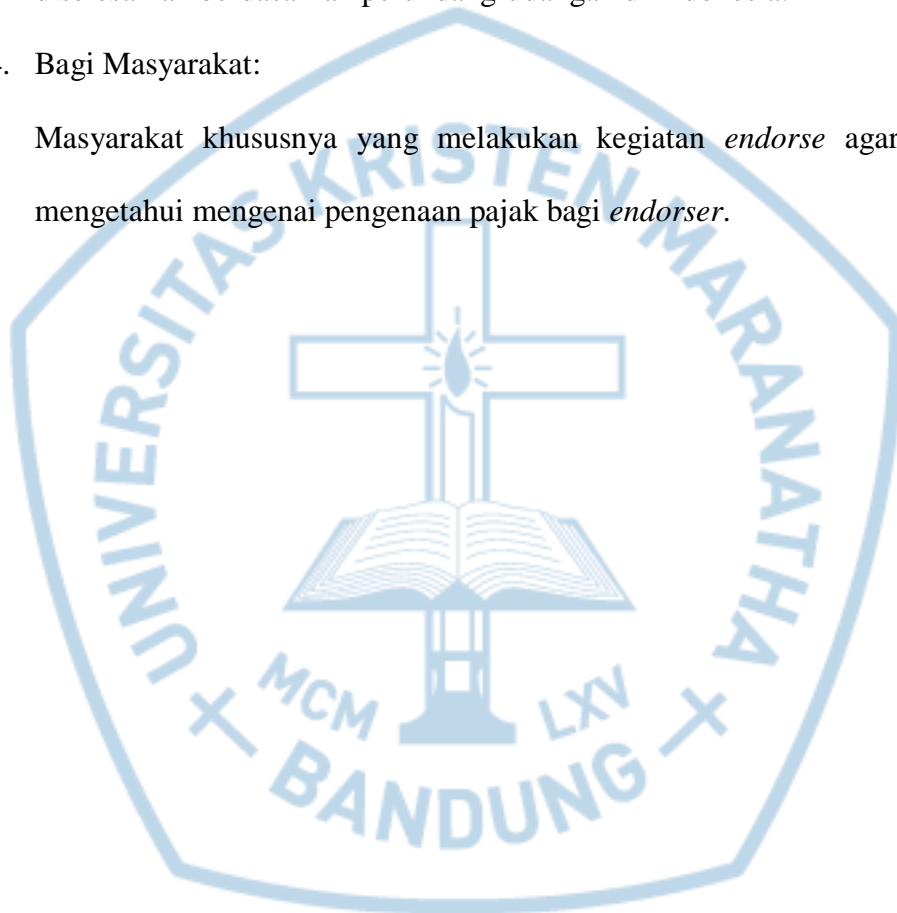 Bagi Masyarakat:
Masyarakat khususnya yang melakukan kegiatan endorse agar
mengetahui mengenai pengenaan pajak bagi endorser.
UNIVERSITAS KRISTEN MARANATHA
MCM LXV
BANDUNG